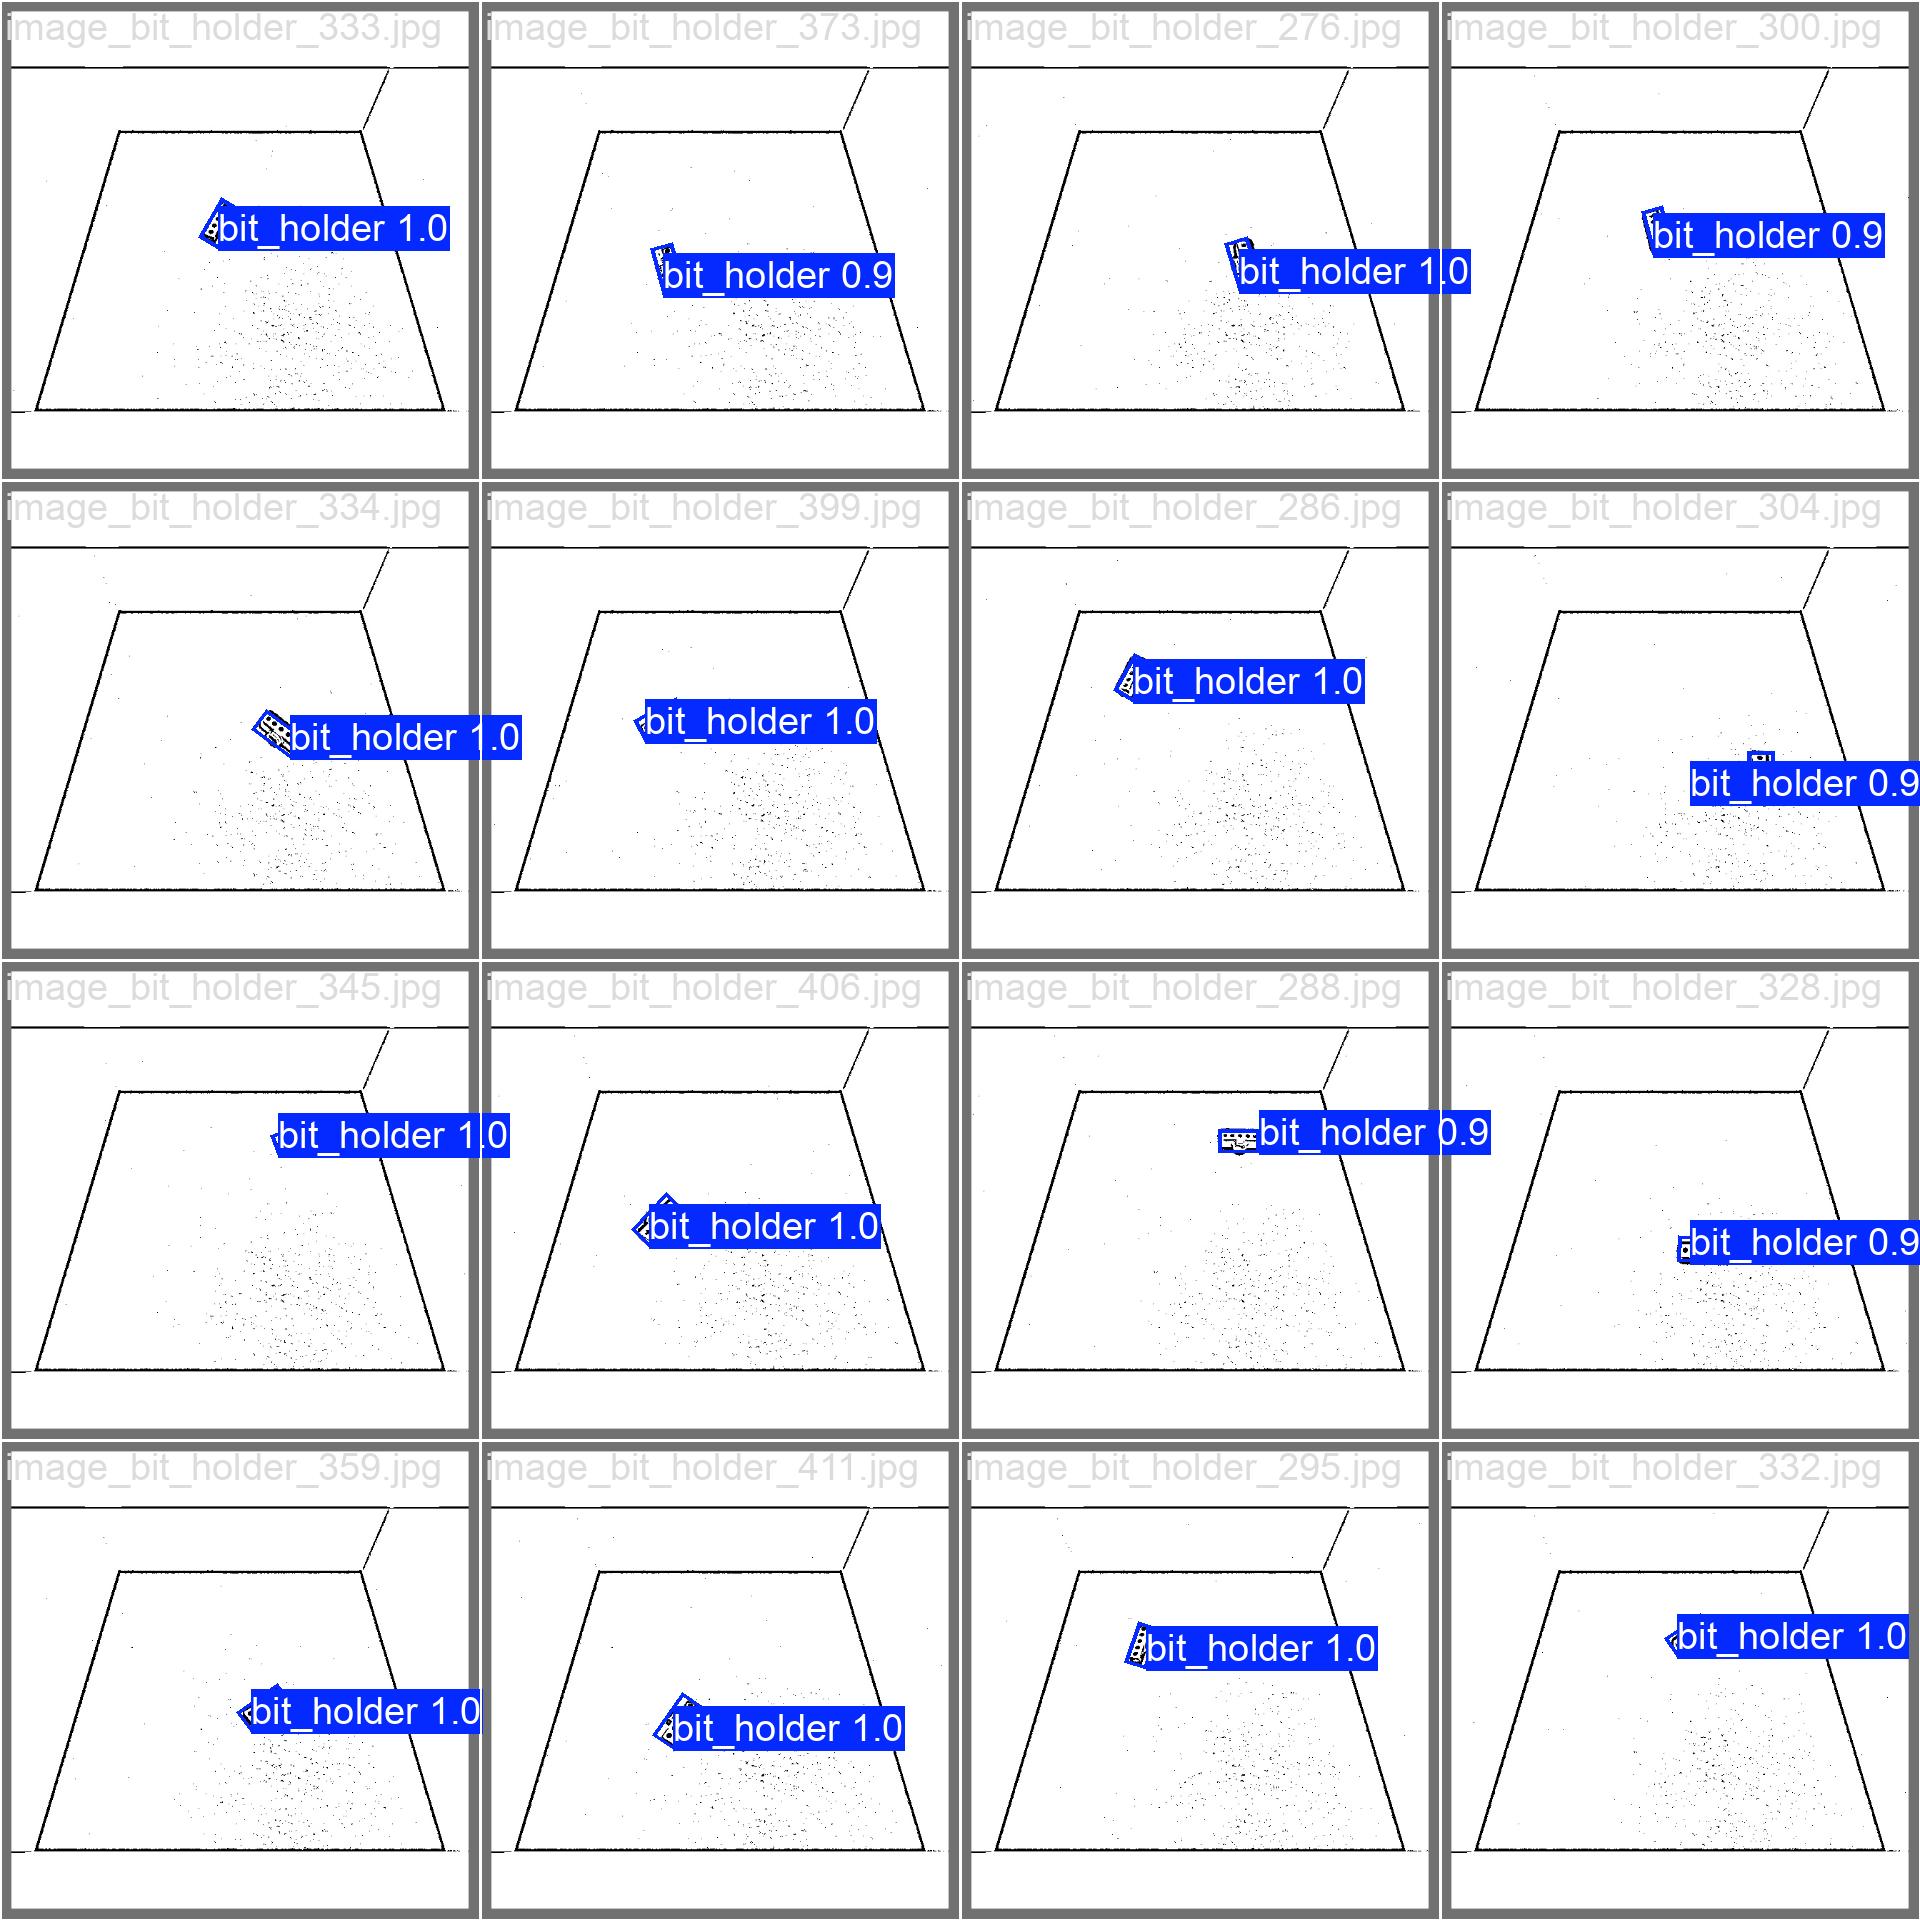 image_bit_holder_333.jpg
image_bit_holder_373.jpg
image_bit_holder_276.jpg
image_bit_holder_300.jpg
bit_holder 1.0
bit_holder 0.9
bit_holder 1.0
bit_holder 0.9
image_bit_holder_334.jpg
image_bit_holder_399.jpg
image_bit_holder_286.jpg
image_bit_holder_304.jpg
bit_holder 1.0
bit_holder 1.0
bit_holder 1.0
bit_holder 0.9
image_bit_holder_345.jpg
image_bit_holder_406.jpg
image_bit_holder_288.jpg
image_bit_holder_328.jpg
bit_holder 1.0
bit_holder 1.0
bit_holder 0.9
bit_holder 0.9
image_bit_holder_359.jpg
image_bit_holder_411.jpg
image_bit_holder_295.jpg
image_bit_holder_332.jpg
bit_holder 1.0
bit_holder 1.0
bit_holder 1.0
bit_holder 1.0